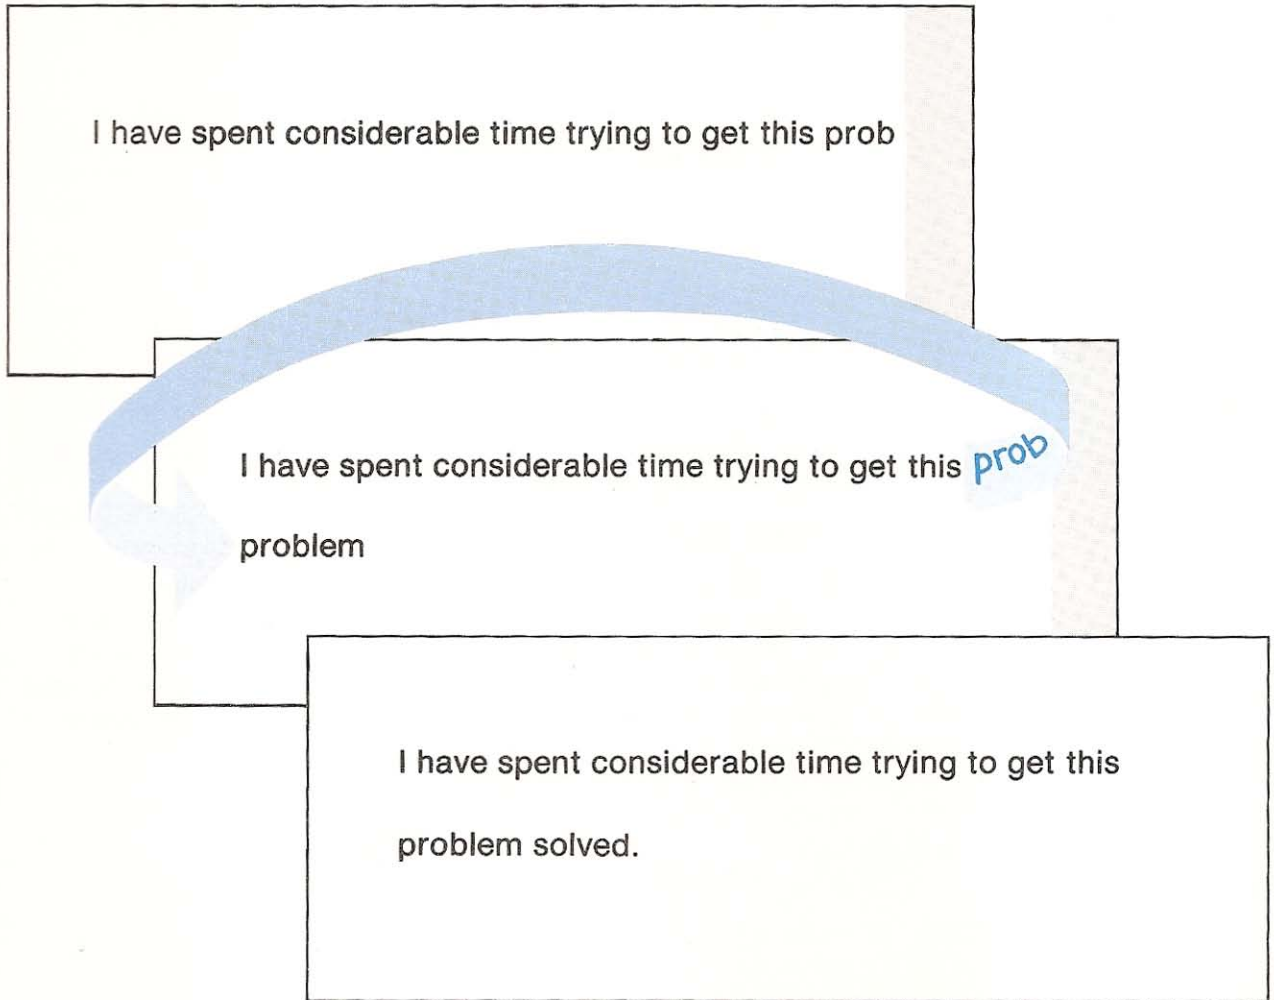 I have spent considerable time trying to get this prob
I have spent considerable time trying to get this prob
problem
I have spent considerable time trying to get this
problem solved.